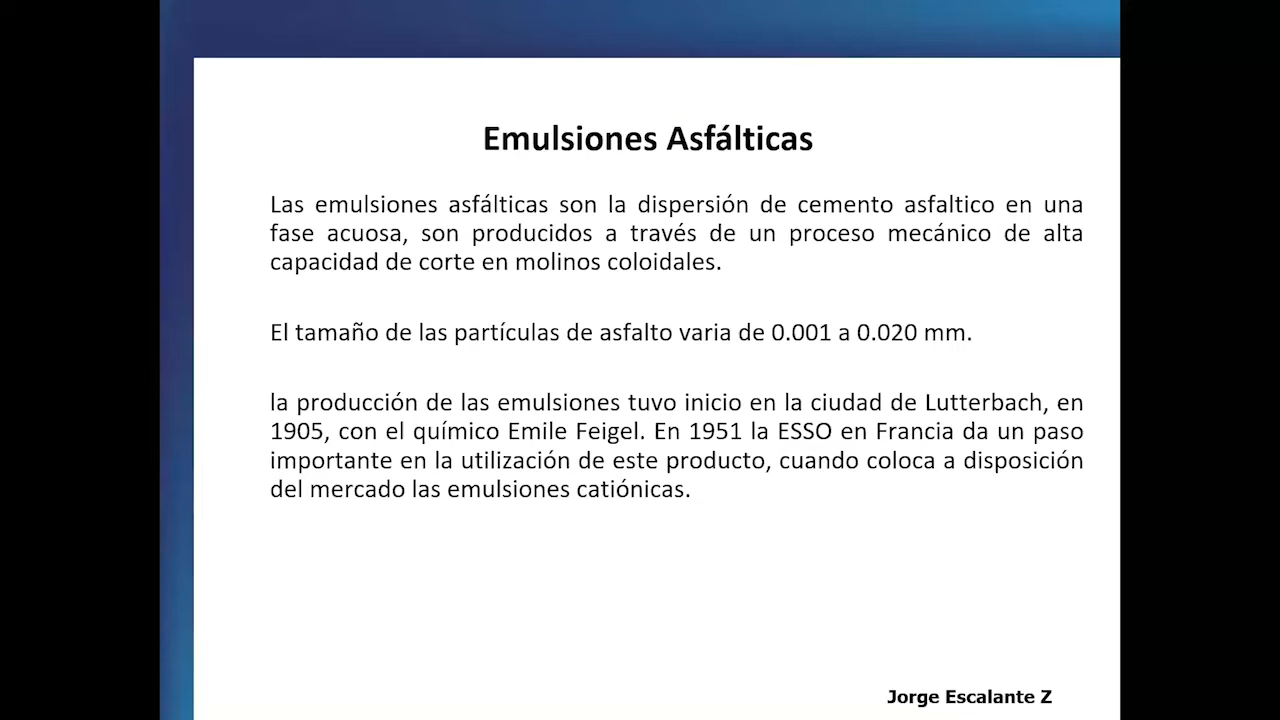 Emulsiones Asfálticas
Las emulsiones asfálticas son la dispersión de cemento asfaltico en una
fase acuosa, son producidos a través de un proceso mecánico de alta
capacidad de corte en molinos coloidales.
El tamaño de las partículas de asfalto varia de 0.001 a 0.020 mm.
la producción de las emulsiones tuvo inicio en la ciudad de Lutterbach, en
1905, con el químico Emile Feigel. En 1951 la ESSO en Francia da un paso
importante en la utilización de este producto, cuando coloca a disposición
del mercado las emulsiones catiónicas.
Jorge Escalante Z